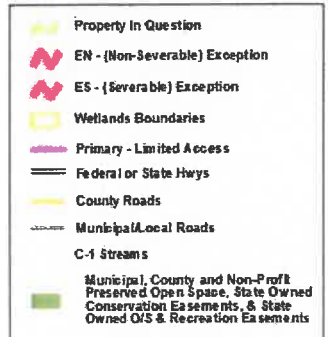 Property In Question
EN - (Non-Severable) Exception
ES - (Severable) Exception
Wetlands Boundaries
Primary - Limited Access
Federal or State Hwys
County Roads
Municipal/Local Roads
C-1 Streams
Municipal, County and Non-Profit
Preserved Open Space, State Owned
Conservation Easements, & State
Owned O/S & Recreation Easements